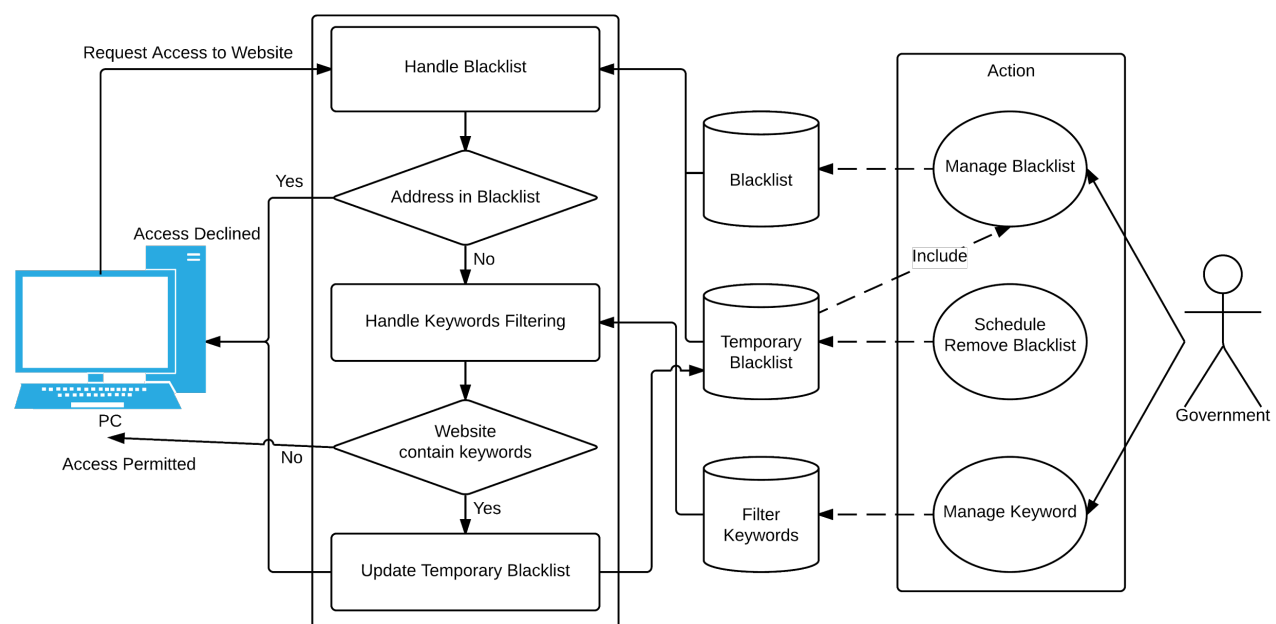 Request Access to Website
Handle Blacklist
Action
Yes
Address in Blacklist
Blacklist
Manage Blacklist
Access Declined
No
Include
Handle Keywords Filtering
Temporary
Blacklist
Schedule
Remove Blacklist
PC
Government
Website
contain keywords
No
Access Permitted
Yes
Filter
Keywords
Manage Keyword
Update Temporary Blacklist